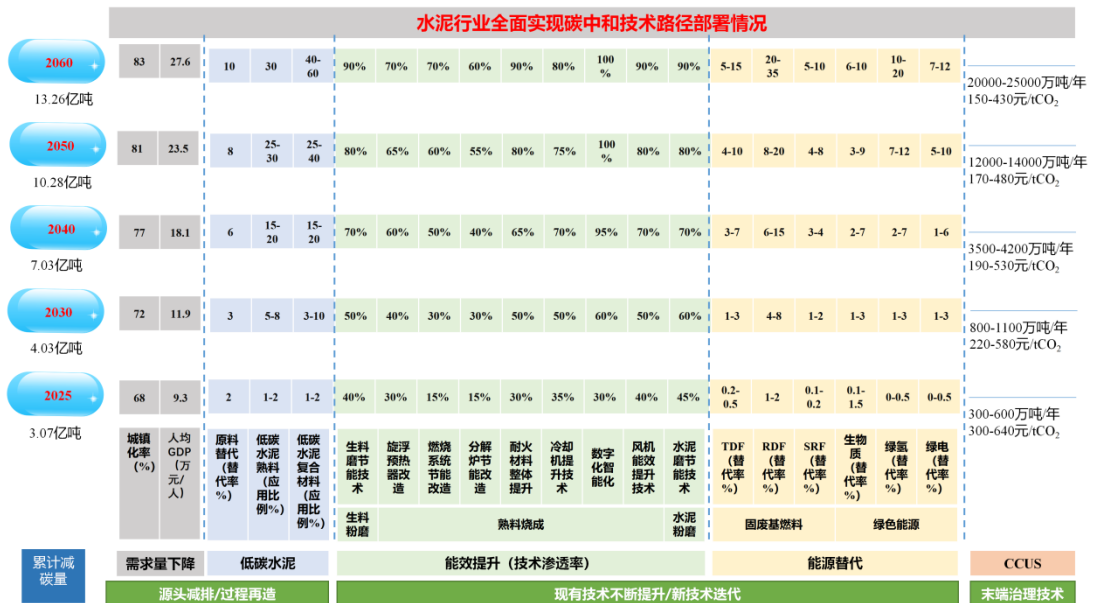 水泥行业全面实现碳中和技术路径部署情况
2060
83 27.6 10 30 40-60 90% 70% 70% 60% 90% 80% 100% 90% 90% 5-15 20-35 5-10 6-10 10-20 7-12
13.26亿吨
20000-25000万吨/年
150-430元/tCO₂
2050
81 23.5 8 25-30 25-40 80% 65% 60% 55% 80% 75% 100% 80% 80% 4-10 8-20 4-8 3-9 7-12 5-10
10.28亿吨
12000-14000万吨/年
170-480元/tCO₂
2040
77 18.1 6 15-20 15-20 70% 60% 50% 40% 65% 70% 95% 70% 70% 3-7 6-15 3-4 2-7 2-7 1-6
7.03亿吨
3500-4200万吨/年
190-530元/tCO₂
2030
72 11.9 3 5-8 3-10 50% 40% 30% 30% 50% 50% 60% 50% 60% 1-3 4-8 1-2 1-3 1-3 1-3
4.03亿吨
800-1100万吨/年
220-580元/tCO₂
2025
68 9.3 2 1-2 1-2 40% 30% 15% 15% 30% 35% 30% 40% 45% 0.2-0.5 1-2 0.1-0.2 0.1-1.5 0-0.5 0-0.5
3.07亿吨
300-600万吨/年
300-640元/tCO₂
城镇化率（%）
人均GDP（万元/人）
原料替代（替代率%）
低碳水泥熟料（应用比例%）
低碳水泥复合材料（应用比例%）
生料磨节能技术
旋浮预热器改造
燃烧系统节能改造
分解炉节能改造
耐火材料整体提升
冷却机提升技术
数字化智能化
风机能效提升技术
水泥磨节能技术
TDF（替代率%）
RDF（替代率%）
SRF（替代率%）
生物质（替代率%）
绿氢（替代率%）
绿电（替代率%）
生料粉磨
熟料烧成
水泥粉磨
固废基燃料
绿色能源
累计减碳量
需求量下降
低碳水泥
能效提升（技术渗透率）
能源替代
CCUS
源头减排/过程再造
现有技术不断提升/新技术迭代
末端治理技术